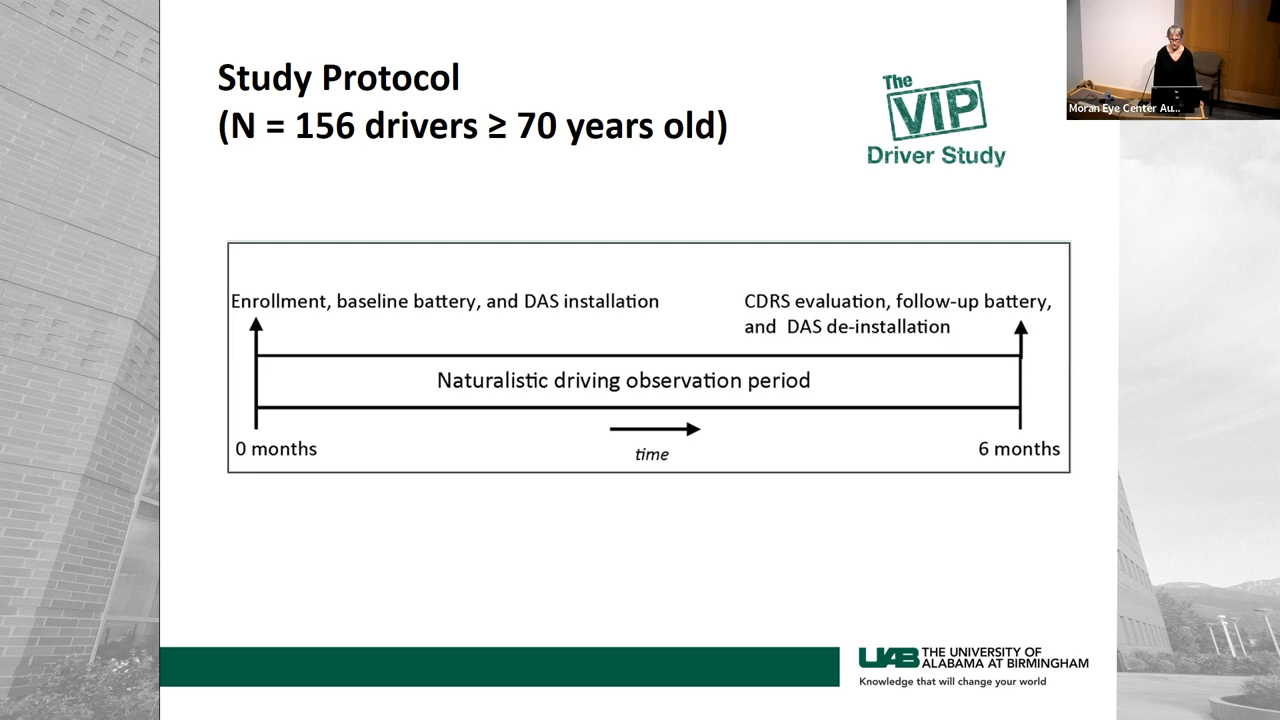 Study Protocol
(N = 156 drivers ≥ 70 years old)
The
VIP
Driver Study
Moran Eye Center Au...
Enrollment, baseline battery, and DAS installation
CDRS evaluation, follow-up battery,
and DAS de-installation
Naturalistic driving observation period
0 months
time
6 months
UAB THE UNIVERSITY OF
ALABAMA AT BIRMINGHAM
Knowledge that will change your world